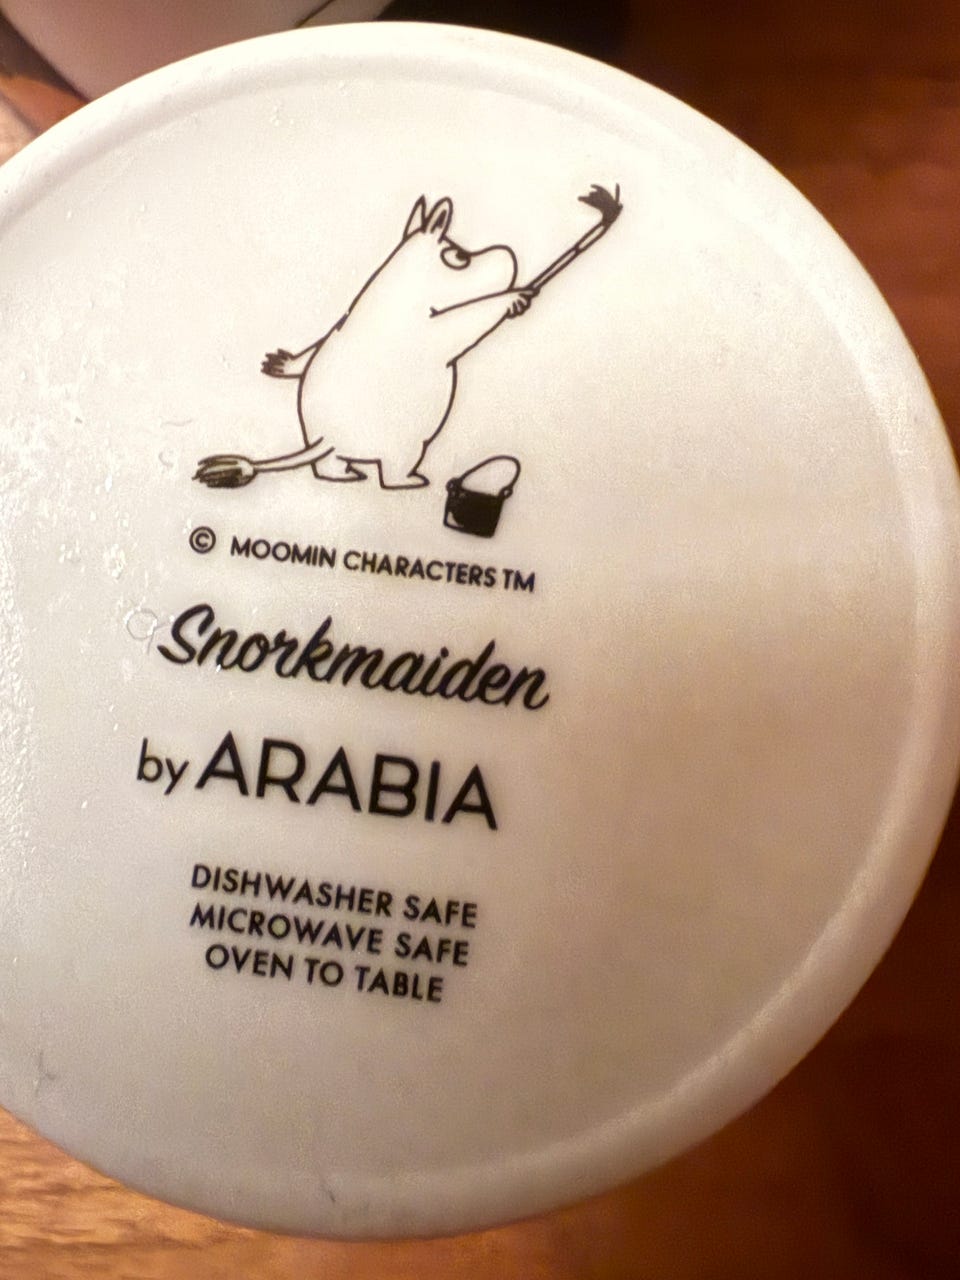 © MOOMIN CHARACTERS TM
Snorkmaiden
by ARABIA
DISHWASHER SAFE
MICROWAVE SAFE
OVEN TO TABLE